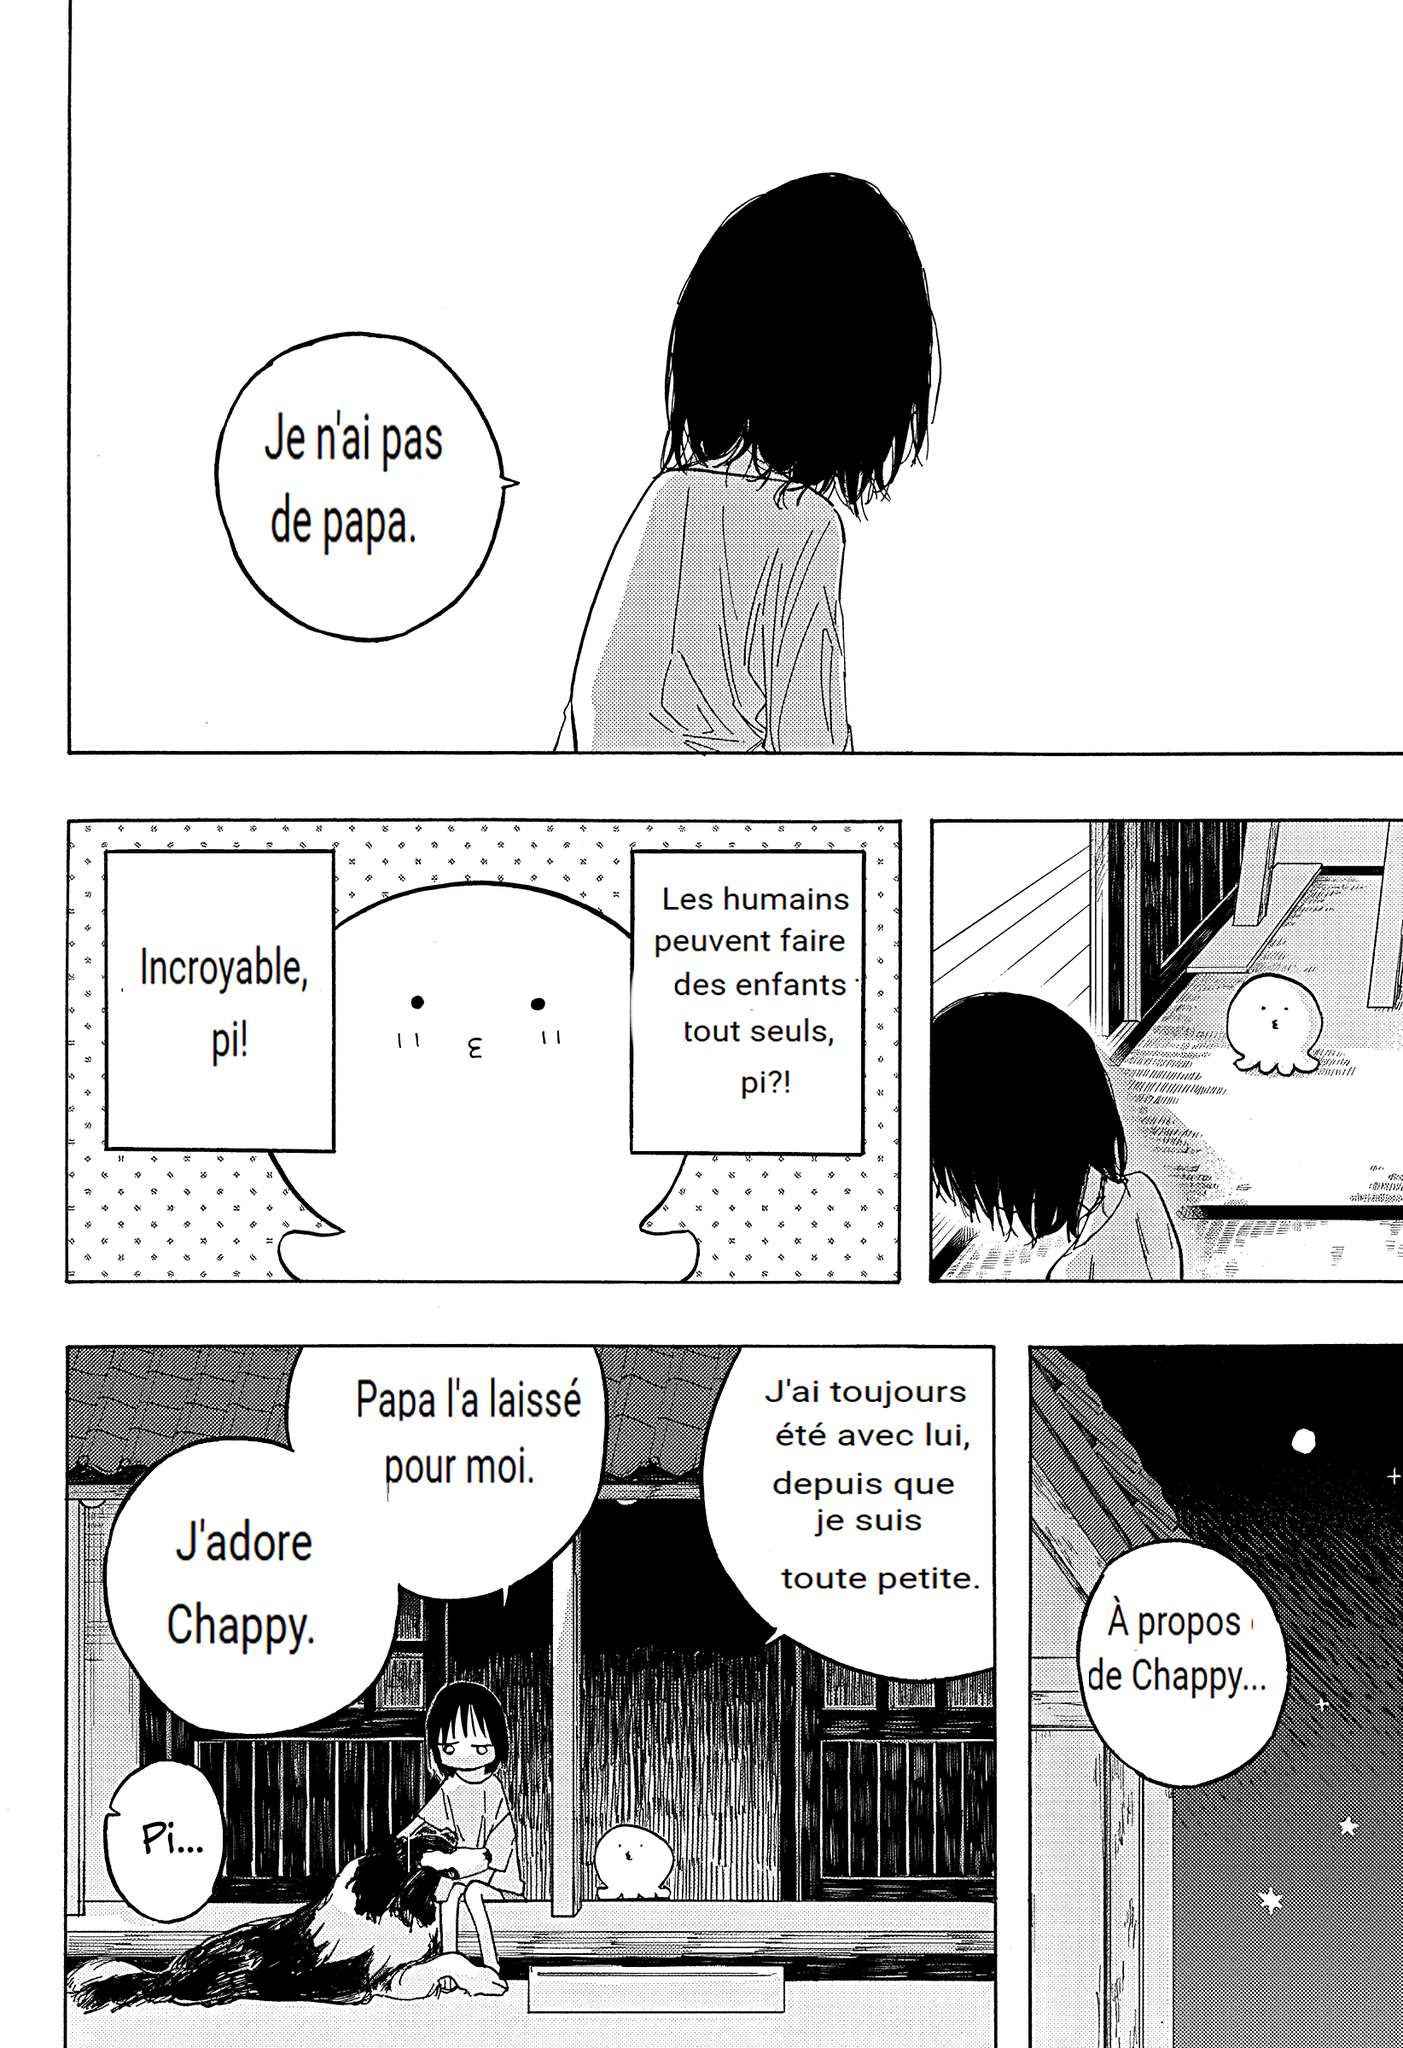 Je n'ai pas
de papa.
Les humains
peuvent faire
des enfants
tout seuls,
pi?!
Incroyable,
pi!
À propos
de Chappy...
J'ai toujours
été avec lui,
depuis que
je suis
toute petite.
Papa l'a laissé
pour moi.
J'adore
Chappy.
Pi...